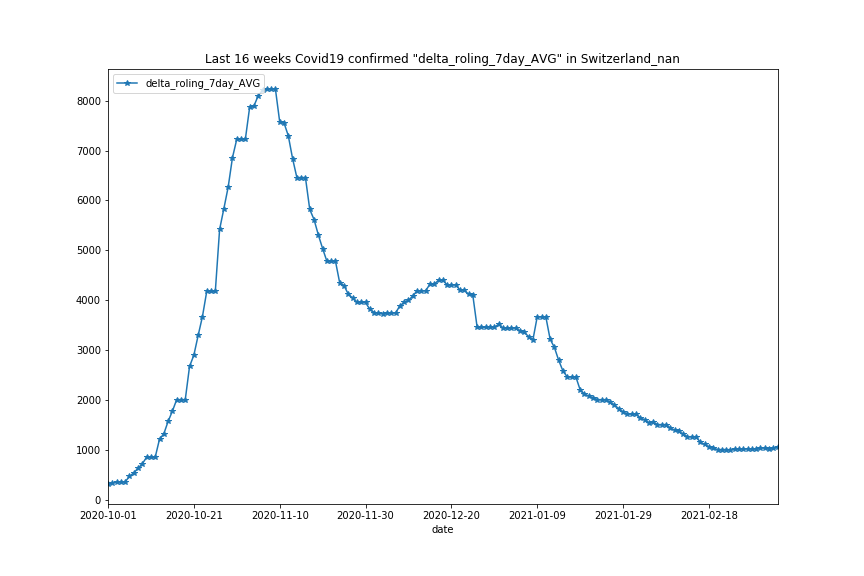 Last 16 weeks Covid19 confirmed "delta_roling_7day_AVG" in Switzerland_nan
delta_roling_7day_AVG
8000
7000
6000
5000
4000
3000
2000
1000
0
2020-10-01 2020-10-21 2020-11-10 2020-11-30 2020-12-20 2021-01-09 2021-01-29 2021-02-18
date